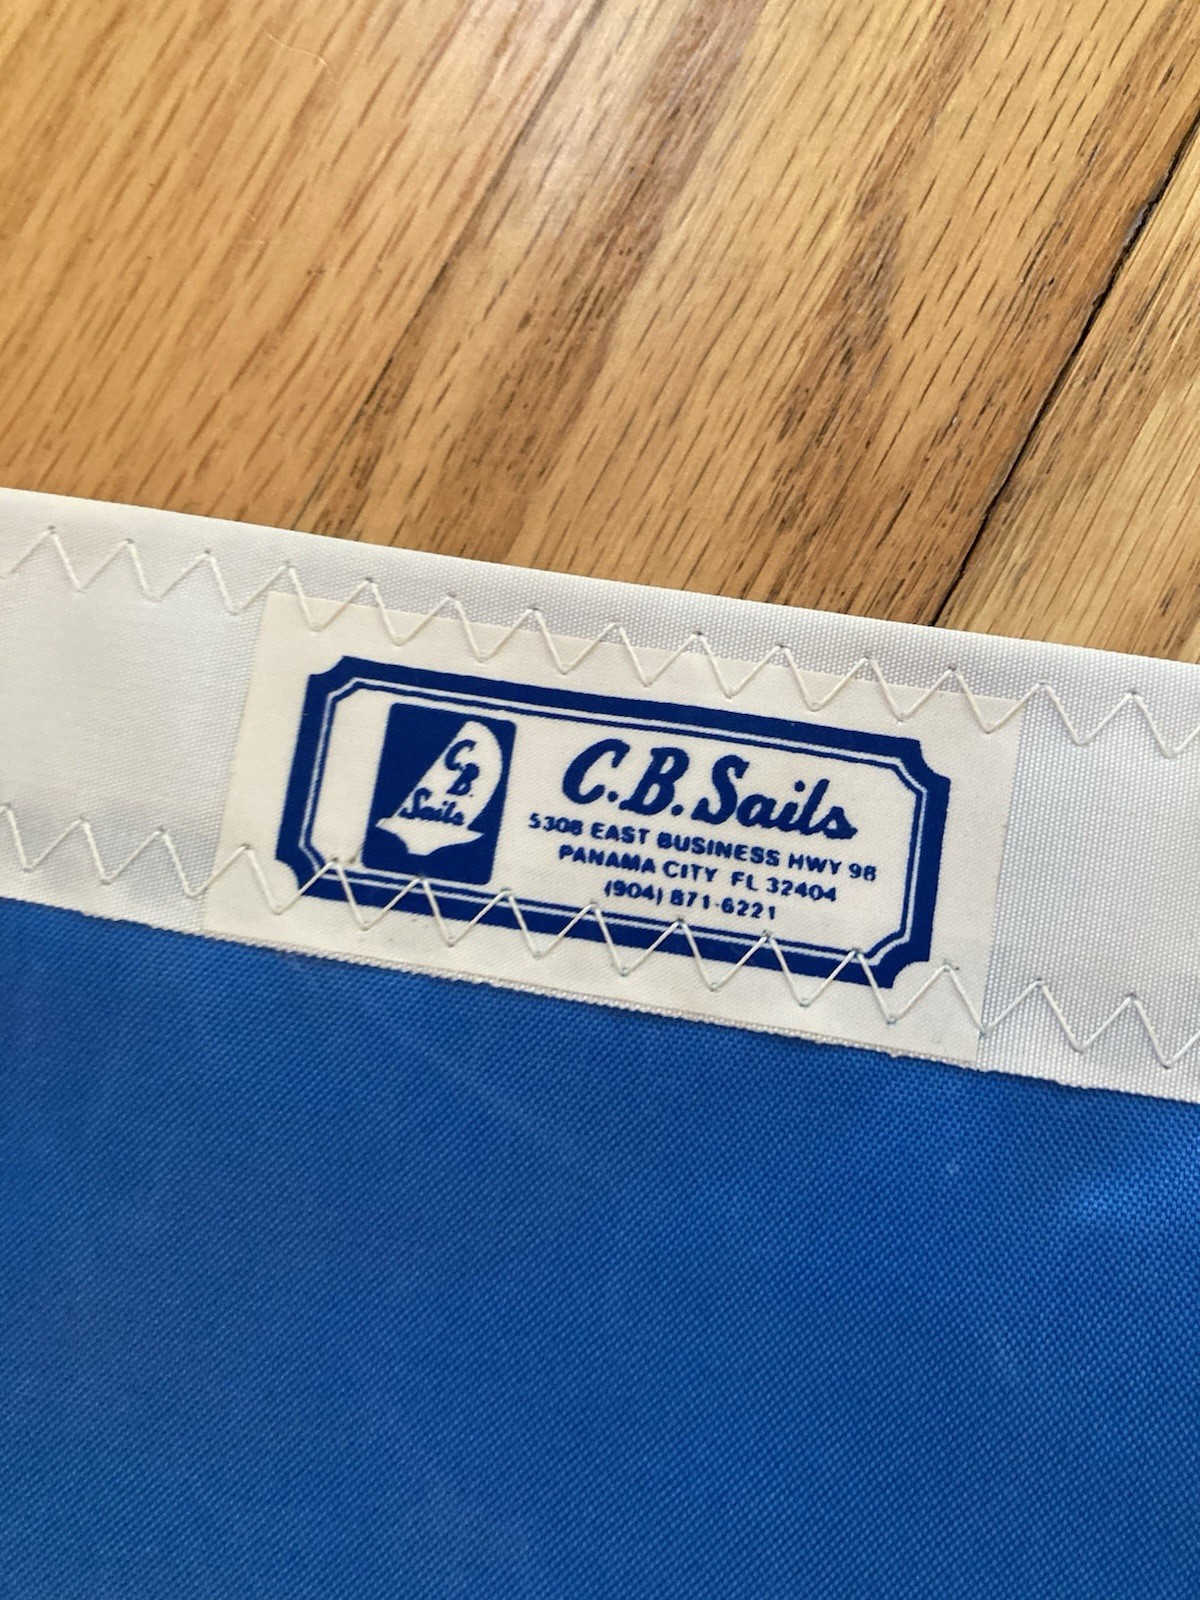 C.
B.
Sails
C.B. Sails
5308 EAST BUSINESS HWY 98
PANAMA CITY FL 32404
(904) 871-6221